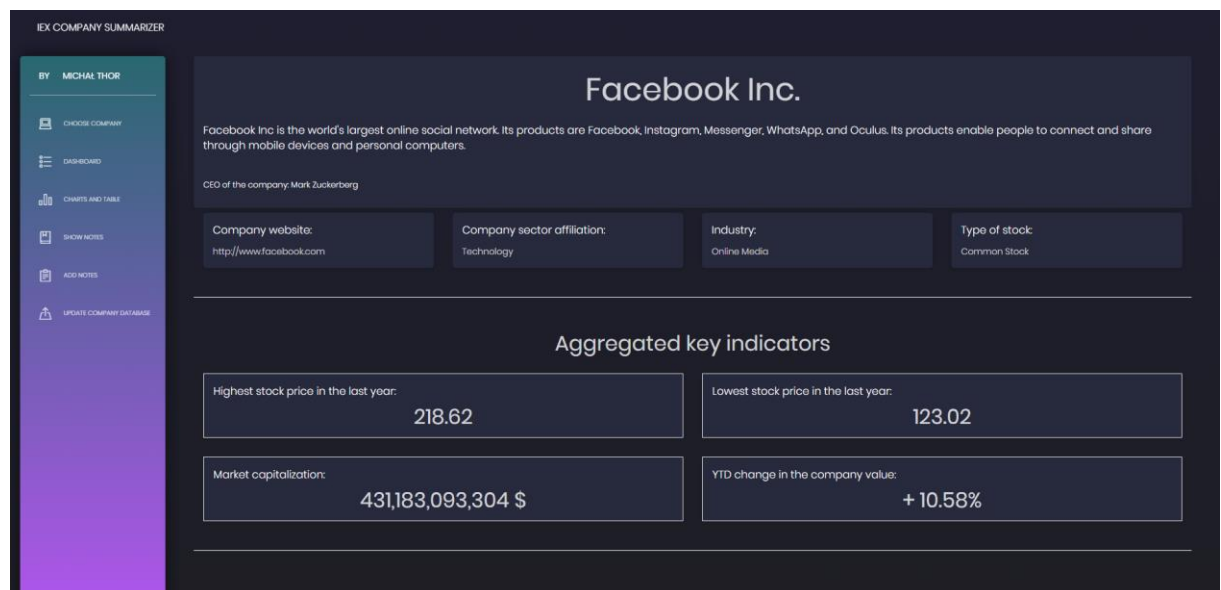 IEX COMPANY SUMMARIZER
BY MICHAŁ THOR
CHOOSE COMPANY
DASHBOARD
CHARTS AND TABLE
SHOW NOTES
ADD NOTES
UPDATE COMPANY DATABASE
Facebook Inc.
Facebook Inc is the world's largest online social network. Its products are Facebook, Instagram, Messenger, WhatsApp, and Oculus. Its products enable people to connect and share
through mobile devices and personal computers.
CEO of the company: Mark Zuckerberg
Company website:
http://www.facebook.com
Company sector affiliation:
Technology
Industry:
Online Media
Type of stock:
Common Stock
Aggregated key indicators
Highest stock price in the last year:
218.62
Lowest stock price in the last year:
123.02
Market capitalization:
431,183,093,304 $
YTD change in the company value:
+ 10.58%